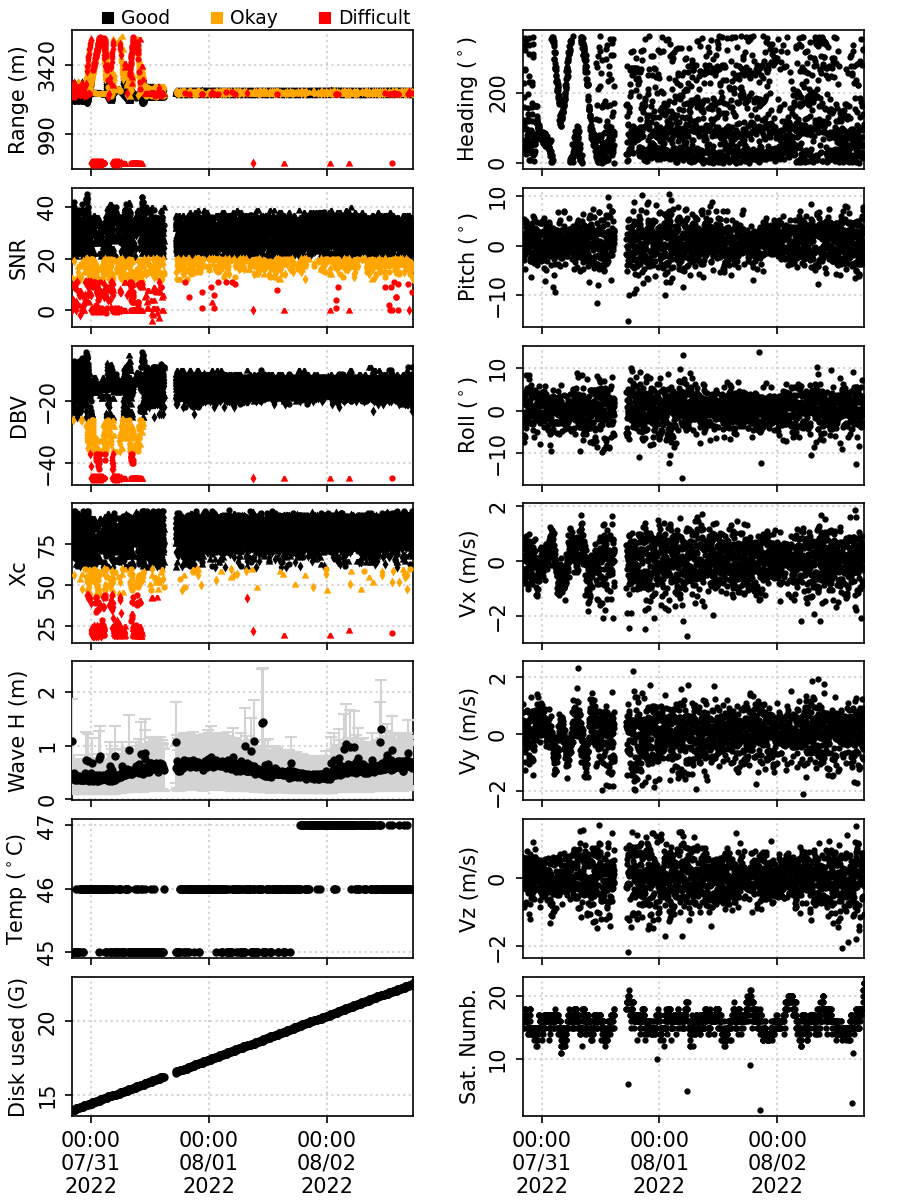 Good Okay Difficult
Range (m)
3420
990
Heading (°)
200
0
SNR
40
20
0
Pitch (°)
10
0
−10
DBV
−20
−40
Roll (°)
10
0
−10
Xc
75
50
25
Vx (m/s)
2
0
−2
Wave H (m)
2
1
0
Vy (m/s)
2
0
−2
Temp (°C)
47
46
45
Vz (m/s)
0
−2
Disk used (G)
20
15
Sat. Numb.
20
10
00:00 00:00 00:00
07/31 08/01 08/02
2022 2022 2022
00:00 00:00 00:00
07/31 08/01 08/02
2022 2022 2022